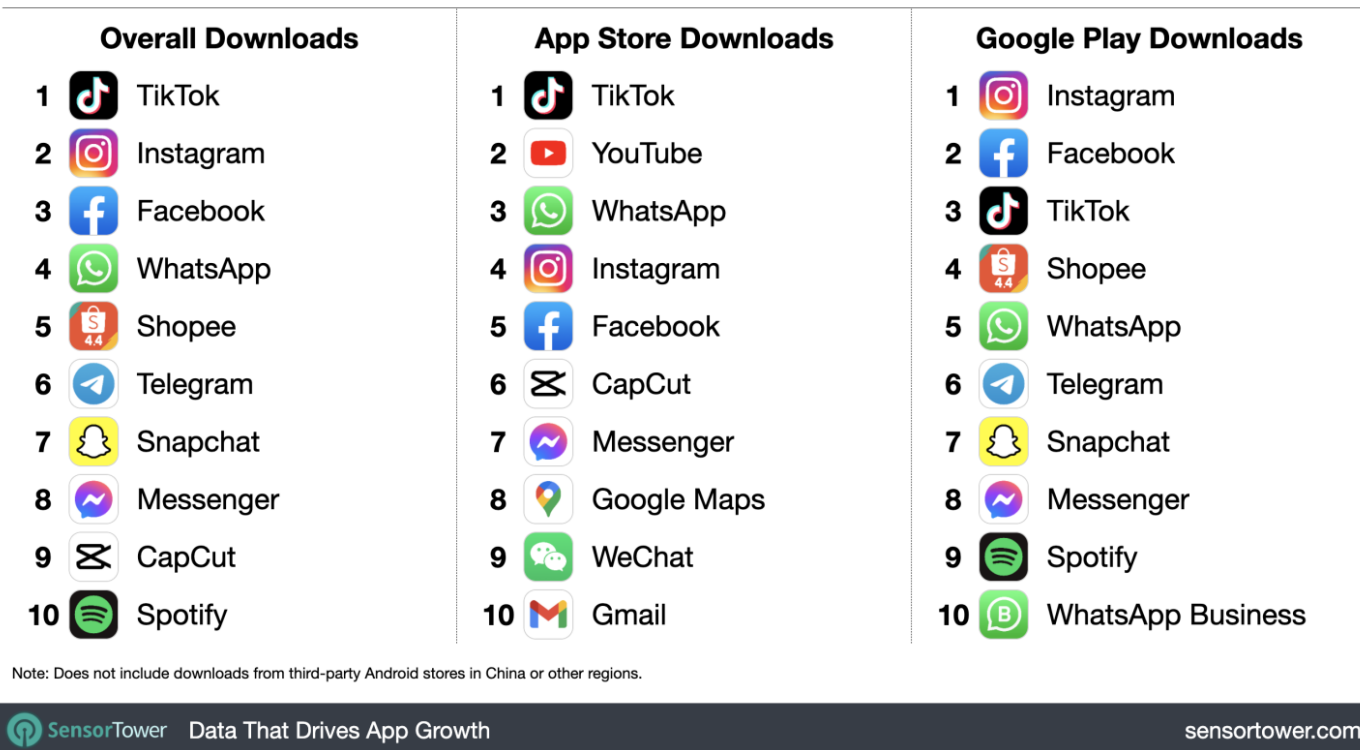 Overall Downloads
1 TikTok
2 Instagram
3 Facebook
4 WhatsApp
5 S 4.4 Shopee
6 Telegram
7 Snapchat
8 Messenger
9 CapCut
10 Spotify
App Store Downloads
1 TikTok
2 YouTube
3 WhatsApp
4 Instagram
5 Facebook
6 CapCut
7 Messenger
8 Google Maps
9 WeChat
10 Gmail
Google Play Downloads
1 Instagram
2 Facebook
3 TikTok
4 S 4.4 Shopee
5 WhatsApp
6 Telegram
7 Snapchat
8 Messenger
9 Spotify
10 B WhatsApp Business
Note: Does not include downloads from third-party Android stores in China or other regions.
SensorTower Data That Drives App Growth sensortower.com